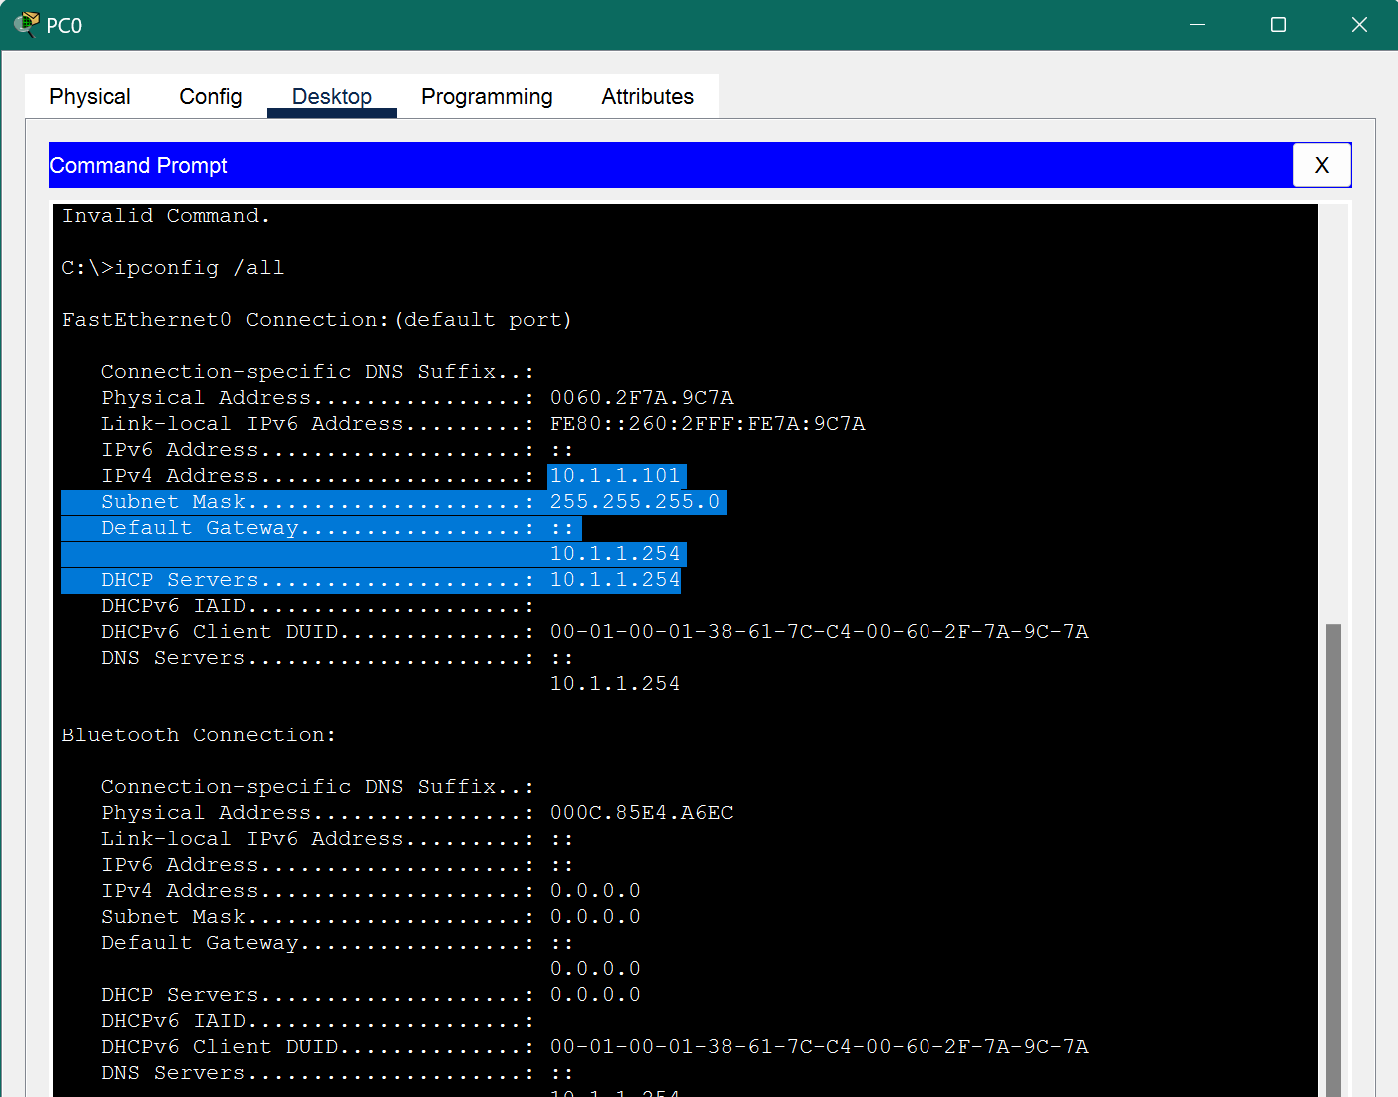 PC0
Physical Config Desktop Programming Attributes
Command Prompt X
Invalid Command.
C:\>ipconfig /all
FastEthernet0 Connection:(default port)
Connection-specific DNS Suffix..:
Physical Address................: 0060.2F7A.9C7A
Link-local IPv6 Address.........: FE80::260:2FFF:FE7A:9C7A
IPv6 Address....................: ::
IPv4 Address....................: 10.1.1.101
Subnet Mask.....................: 255.255.255.0
Default Gateway.................: ::
10.1.1.254
DHCP Servers....................: 10.1.1.254
DHCPv6 IAID.....................:
DHCPv6 Client DUID..............: 00-01-00-01-38-61-7C-C4-00-60-2F-7A-9C-7A
DNS Servers.....................: ::
10.1.1.254
Bluetooth Connection:
Connection-specific DNS Suffix..:
Physical Address................: 000C.85E4.A6EC
Link-local IPv6 Address.........: ::
IPv6 Address....................: ::
IPv4 Address....................: 0.0.0.0
Subnet Mask.....................: 0.0.0.0
Default Gateway.................: ::
0.0.0.0
DHCP Servers....................: 0.0.0.0
DHCPv6 IAID.....................:
DHCPv6 Client DUID..............: 00-01-00-01-38-61-7C-C4-00-60-2F-7A-9C-7A
DNS Servers.....................: ::
10.1.1.254